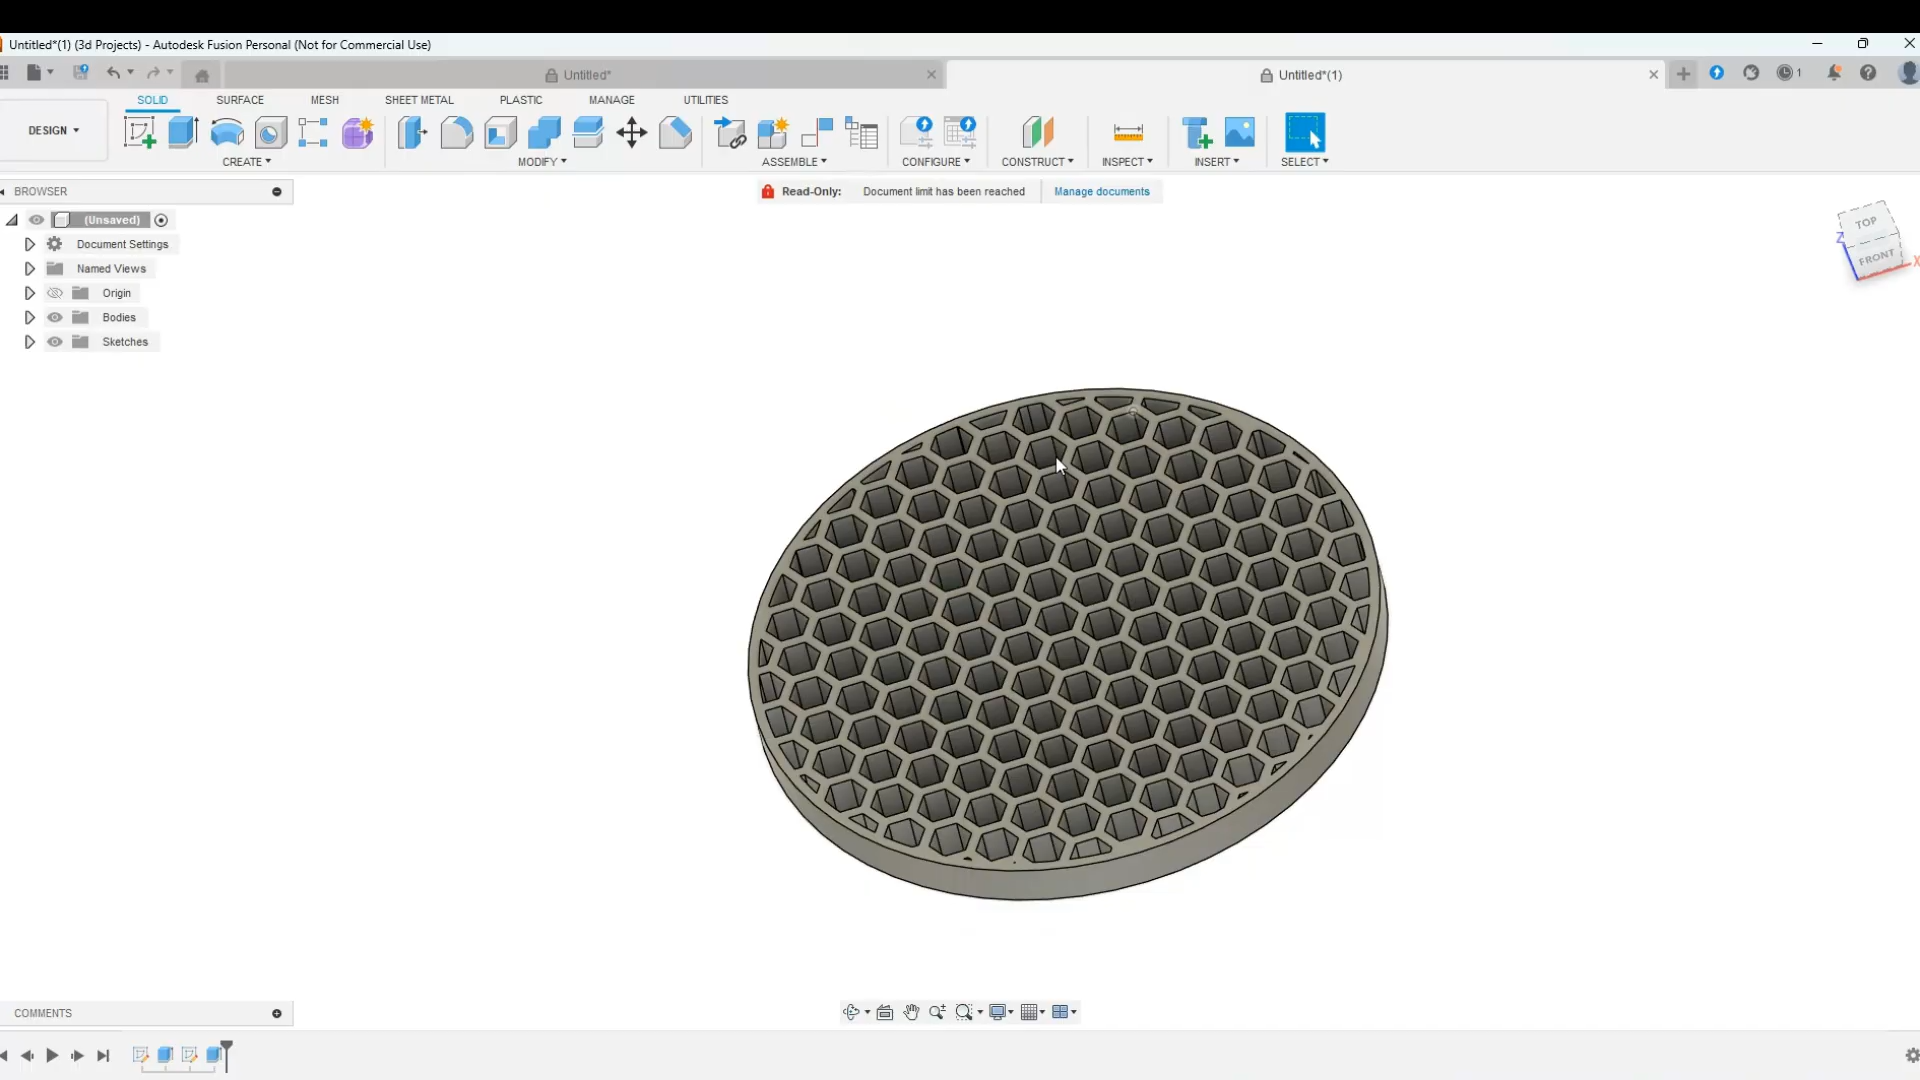 Untitled*(1) (3d Projects) - Autodesk Fusion Personal (Not for Commercial Use)
Untitled*
Untitled*(1)
1
SOLID SURFACE MESH SHEET METAL PLASTIC MANAGE UTILITIES
DESIGN
CREATE MODIFY ASSEMBLE CONFIGURE CONSTRUCT INSPECT INSERT SELECT
BROWSER
Read-Only: Document limit has been reached Manage documents
(Unsaved)
Document Settings
Named Views
Origin
Bodies
Sketches
TOP
Z
FRONT
X
COMMENTS